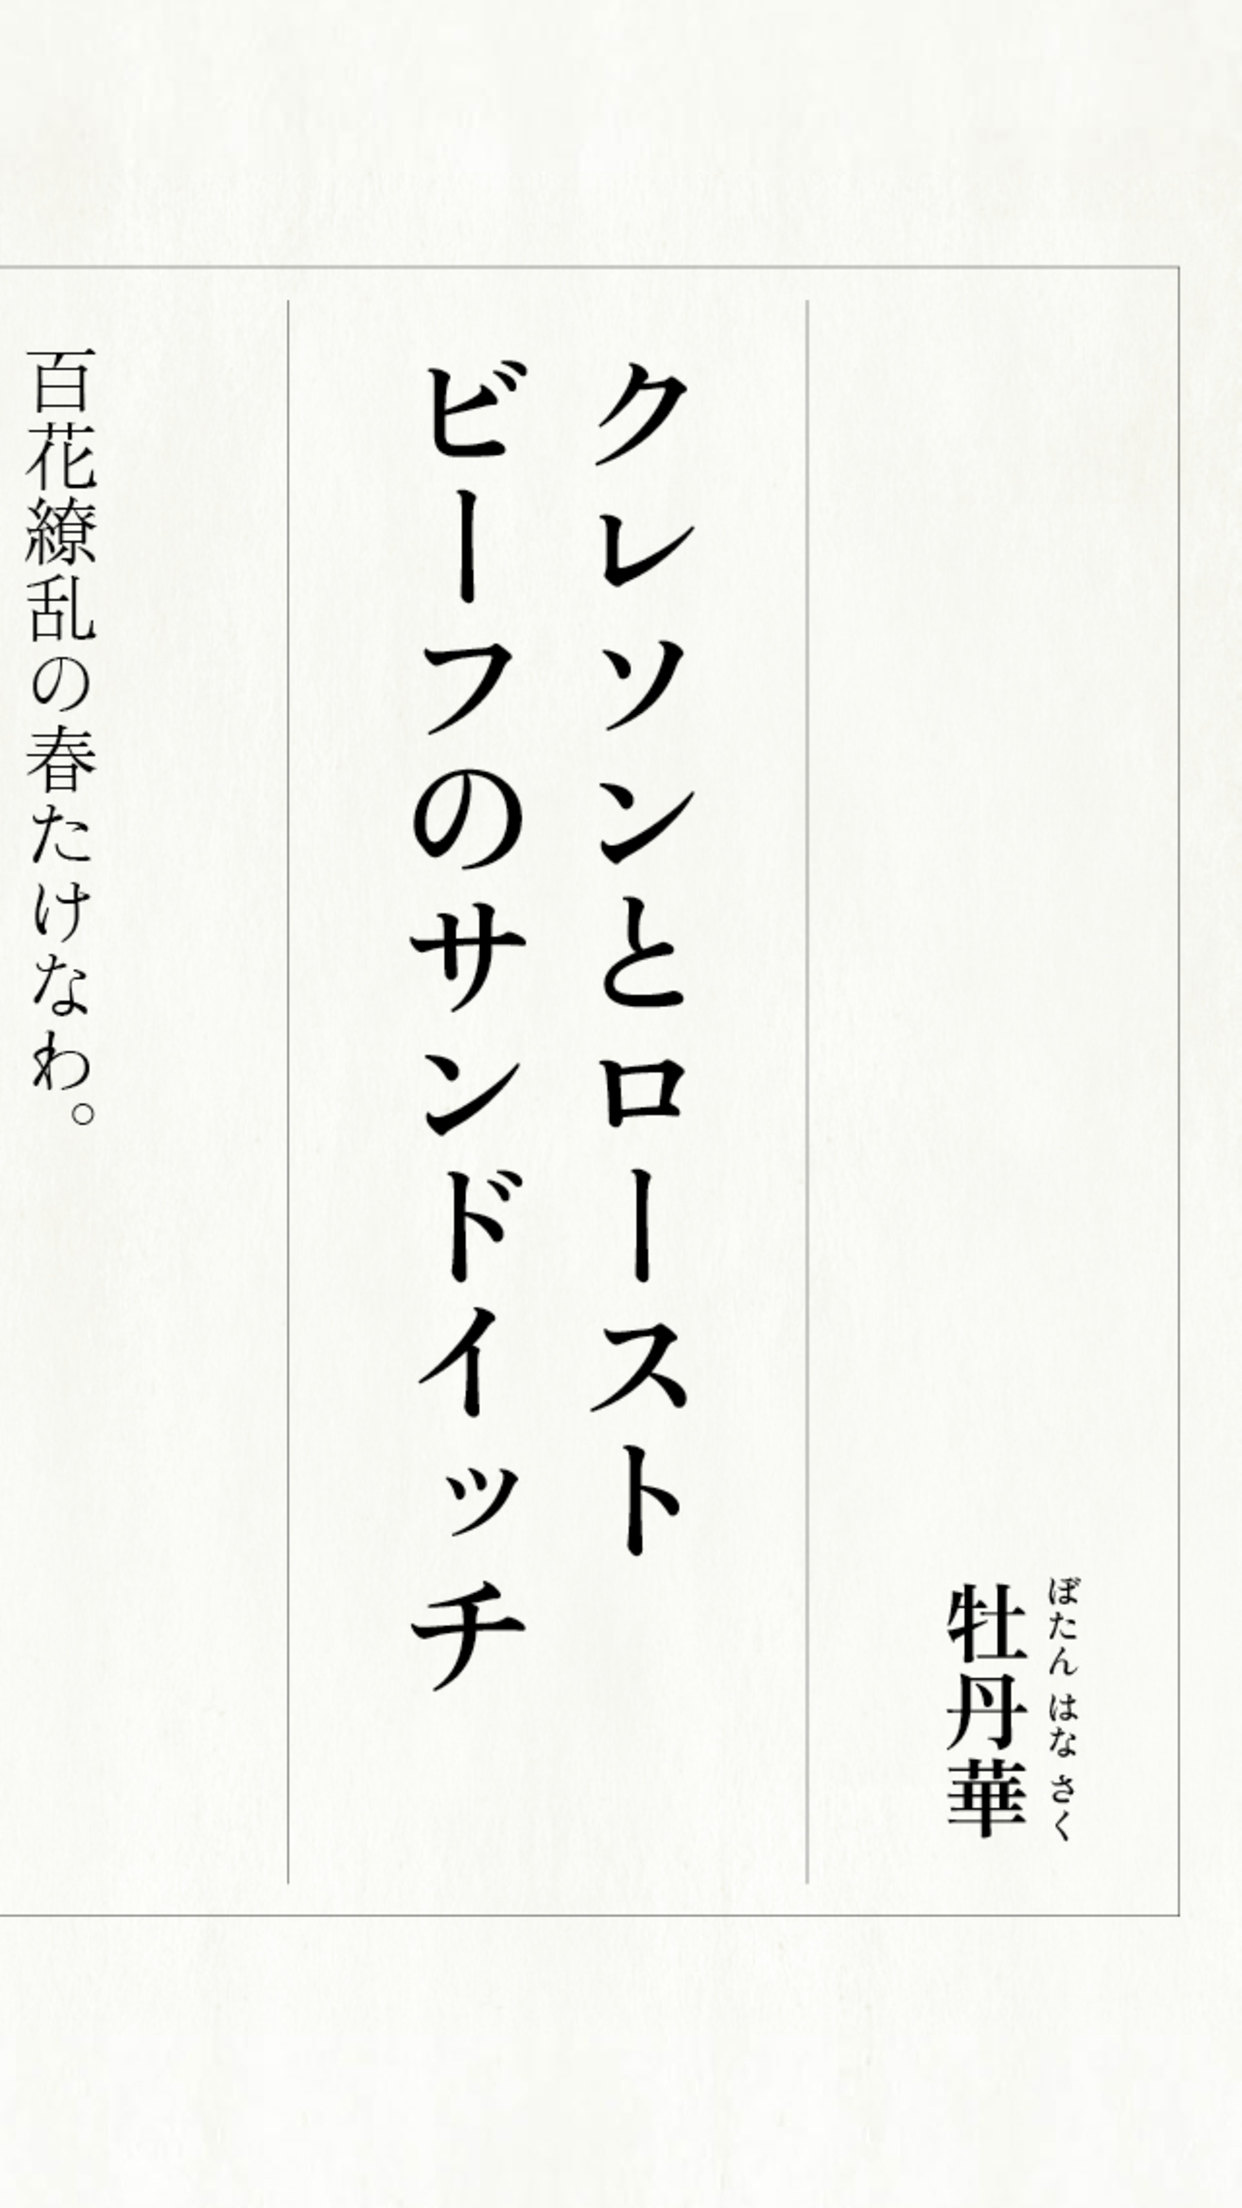 ぼたん はな さく
牡丹華
クレソンとロースト
ビーフのサンドイッチ
百花繚乱の春たけなわ。